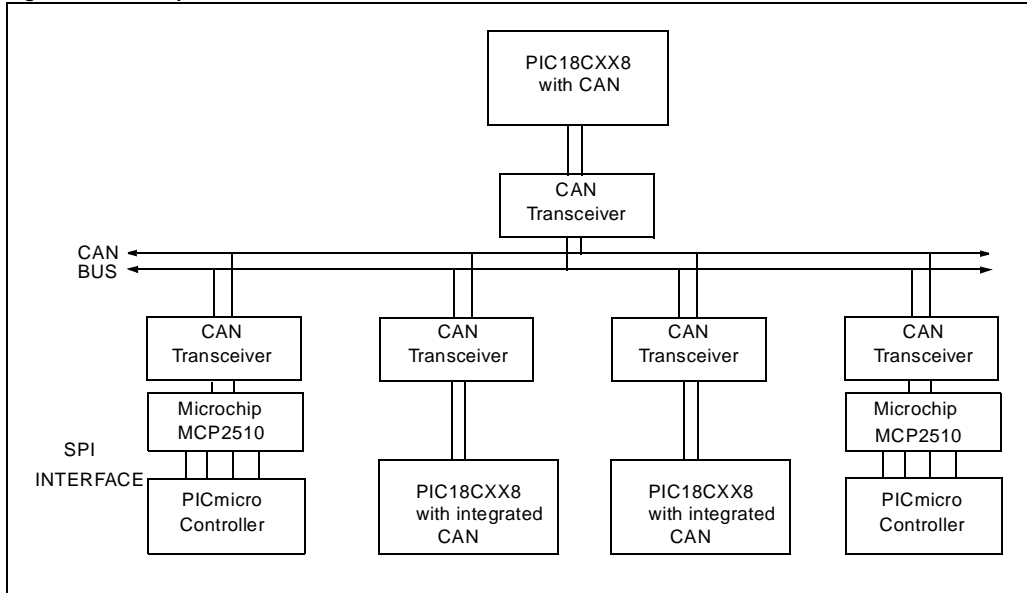 PIC18CXX8
with CAN
CAN
Transceiver
CAN
BUS
CAN
Transceiver
CAN
Transceiver
CAN
Transceiver
CAN
Transceiver
Microchip
MCP2510
Microchip
MCP2510
SPI
INTERFACE
PICmicro
Controller
PIC18CXX8
with integrated
CAN
PIC18CXX8
with integrated
CAN
PICmicro
Controller